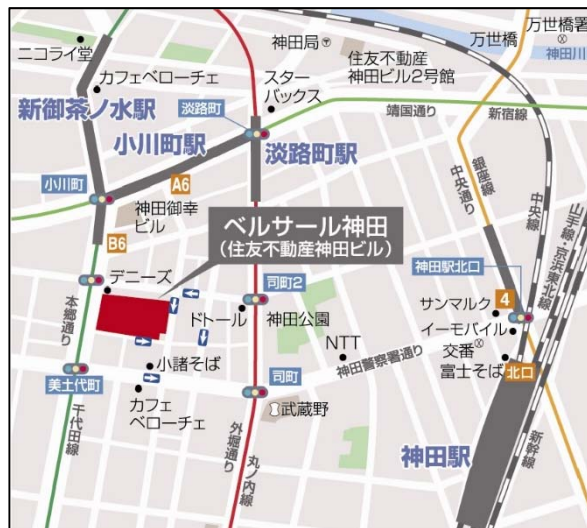 ニコライ堂
カフェベローチェ
新御茶ノ水駅
小川町駅
淡路町
スター
バックス
神田局
住友不動産
神田ビル2号館
万世橋
万世橋署
神田川
靖国通り
新宿線
淡路町駅
小川町
A6
神田御幸
ビル
B6
ベルサール神田
(住友不動産神田ビル)
デニーズ
本郷通り
ドトール
司町2
神田公園
小諸そば
美土代町
カフェ
ベローチェ
千代田線
司町
武蔵野
外堀通り
丸ノ内線
NTT
神田警察署通り
中央通り
銀座線
中央線
山手線・京浜東北線
神田駅北口
サンマルク
4
イーモバイル
交番
富士そば
北口
神田駅
新幹線